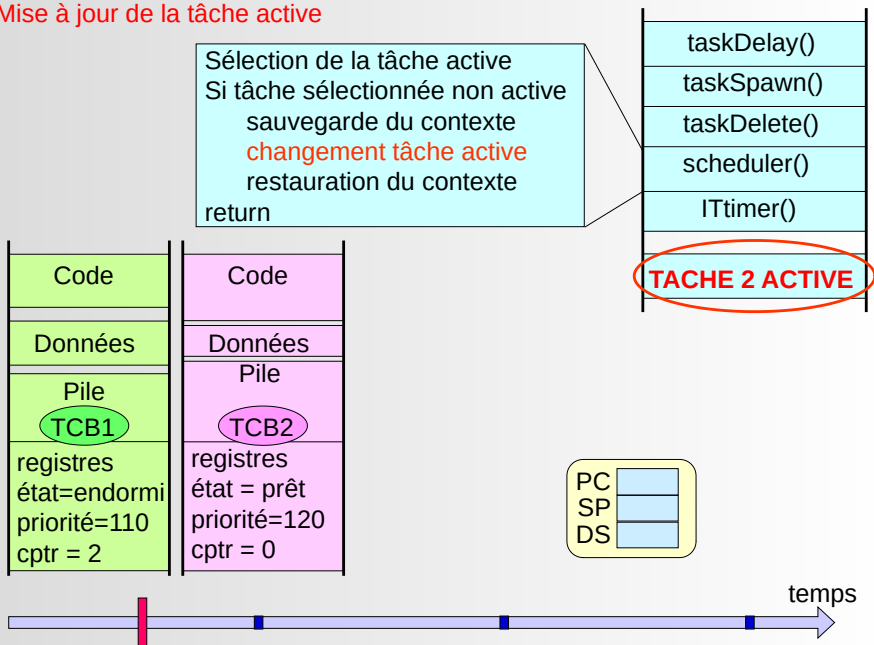 Mise à jour de la tâche active
Sélection de la tâche active
Si tâche sélectionnée non active
sauvegarde du contexte
changement tâche active
restauration du contexte
return
taskDelay()
taskSpawn()
taskDelete()
scheduler()
ITtimer()
TACHE 2 ACTIVE
Code
Données
Pile
TCB1
registres
état=endormi
priorité=110
cptr = 2
Code
Données
Pile
TCB2
registres
état = prêt
priorité=120
cptr = 0
PC
SP
DS
temps